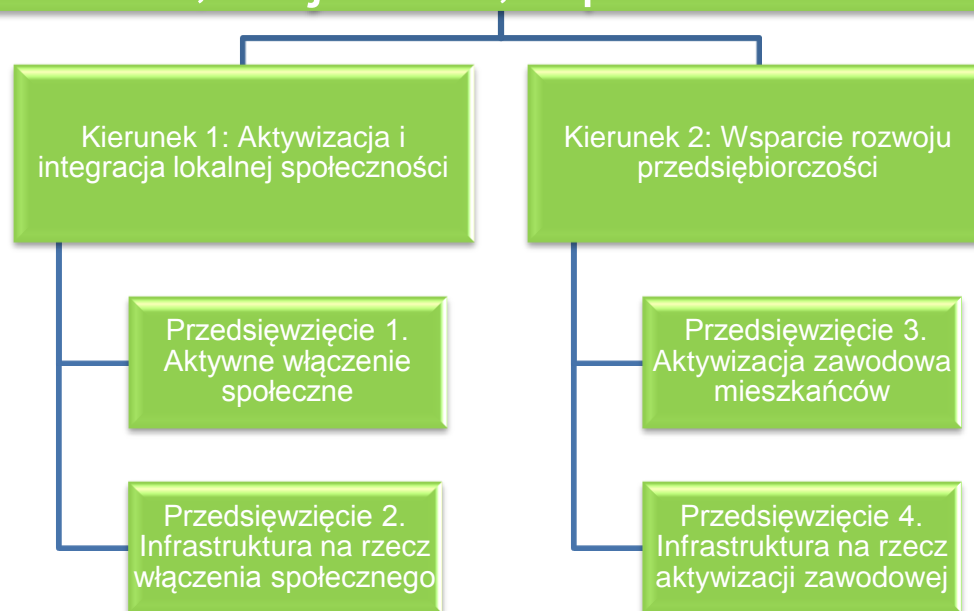 Kierunek 1: Aktywizacja i
integracja lokalnej społeczności
Kierunek 2: Wsparcie rozwoju
przedsiębiorczości
Przedsięwzięcie 1.
Aktywne włączenie
społeczne
Przedsięwzięcie 3.
Aktywizacja zawodowa
mieszkańców
Przedsięwzięcie 2.
Infrastruktura na rzecz
włączenia społecznego
Przedsięwzięcie 4.
Infrastruktura na rzecz
aktywizacji zawodowej